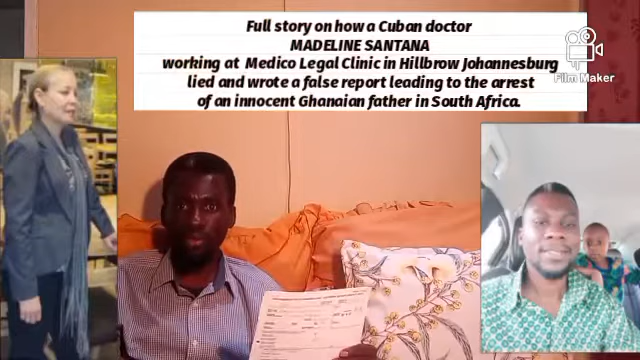 Full story on how a Cuban doctor
MADELINE SANTANA
working at Medico Legal Clinic in Hillbrow Johannesburg
lied and wrote a false report leading to the arrest
of an innocent Ghanaian father in South Africa.
Film Maker